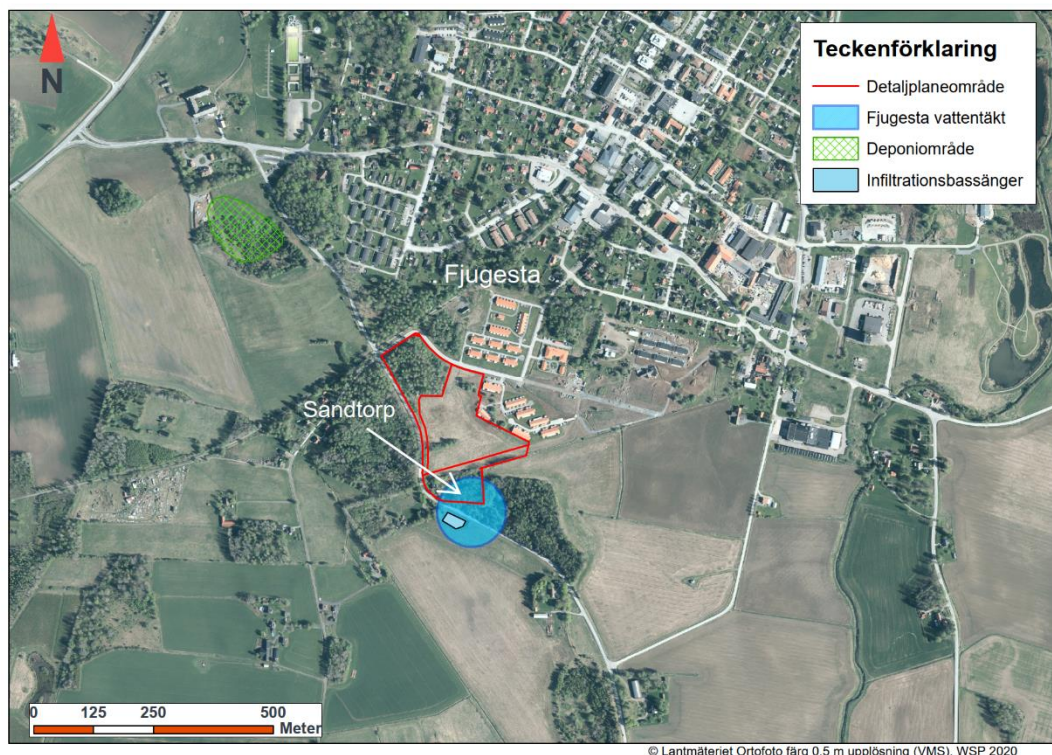 N
Teckenförklaring
Detaljplaneområde
Fjugesta vattentäkt
Deponiområde
Infiltrationsbassänger
Fjugesta
Sandtorp
0 125 250 500
Meter
© Lantmäteriet Ortofoto färg 0.5 m upplösning (VMS), WSP 2020